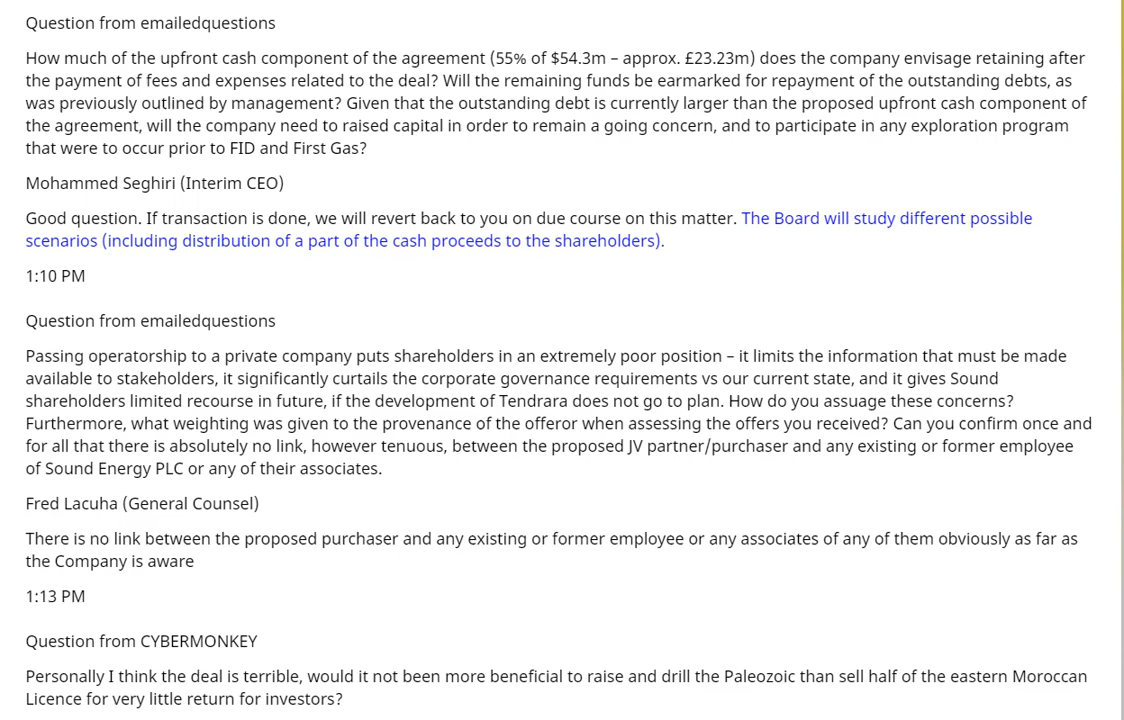 Question from emailedquestions
How much of the upfront cash component of the agreement (55% of $54.3m – approx. £23.23m) does the company envisage retaining after
the payment of fees and expenses related to the deal? Will the remaining funds be earmarked for repayment of the outstanding debts, as
was previously outlined by management? Given that the outstanding debt is currently larger than the proposed upfront cash component of
the agreement, will the company need to raised capital in order to remain a going concern, and to participate in any exploration program
that were to occur prior to FID and First Gas?
Mohammed Seghiri (Interim CEO)
Good question. If transaction is done, we will revert back to you on due course on this matter. The Board will study different possible
scenarios (including distribution of a part of the cash proceeds to the shareholders).
1:10 PM
Question from emailedquestions
Passing operatorship to a private company puts shareholders in an extremely poor position – it limits the information that must be made
available to stakeholders, it significantly curtails the corporate governance requirements vs our current state, and it gives Sound
shareholders limited recourse in future, if the development of Tendrara does not go to plan. How do you assuage these concerns?
Furthermore, what weighting was given to the provenance of the offeror when assessing the offers you received? Can you confirm once and
for all that there is absolutely no link, however tenuous, between the proposed JV partner/purchaser and any existing or former employee
of Sound Energy PLC or any of their associates.
Fred Lacuha (General Counsel)
There is no link between the proposed purchaser and any existing or former employee or any associates of any of them obviously as far as
the Company is aware
1:13 PM
Question from CYBERMONKEY
Personally I think the deal is terrible, would it not been more beneficial to raise and drill the Paleozoic than sell half of the eastern Moroccan
Licence for very little return for investors?